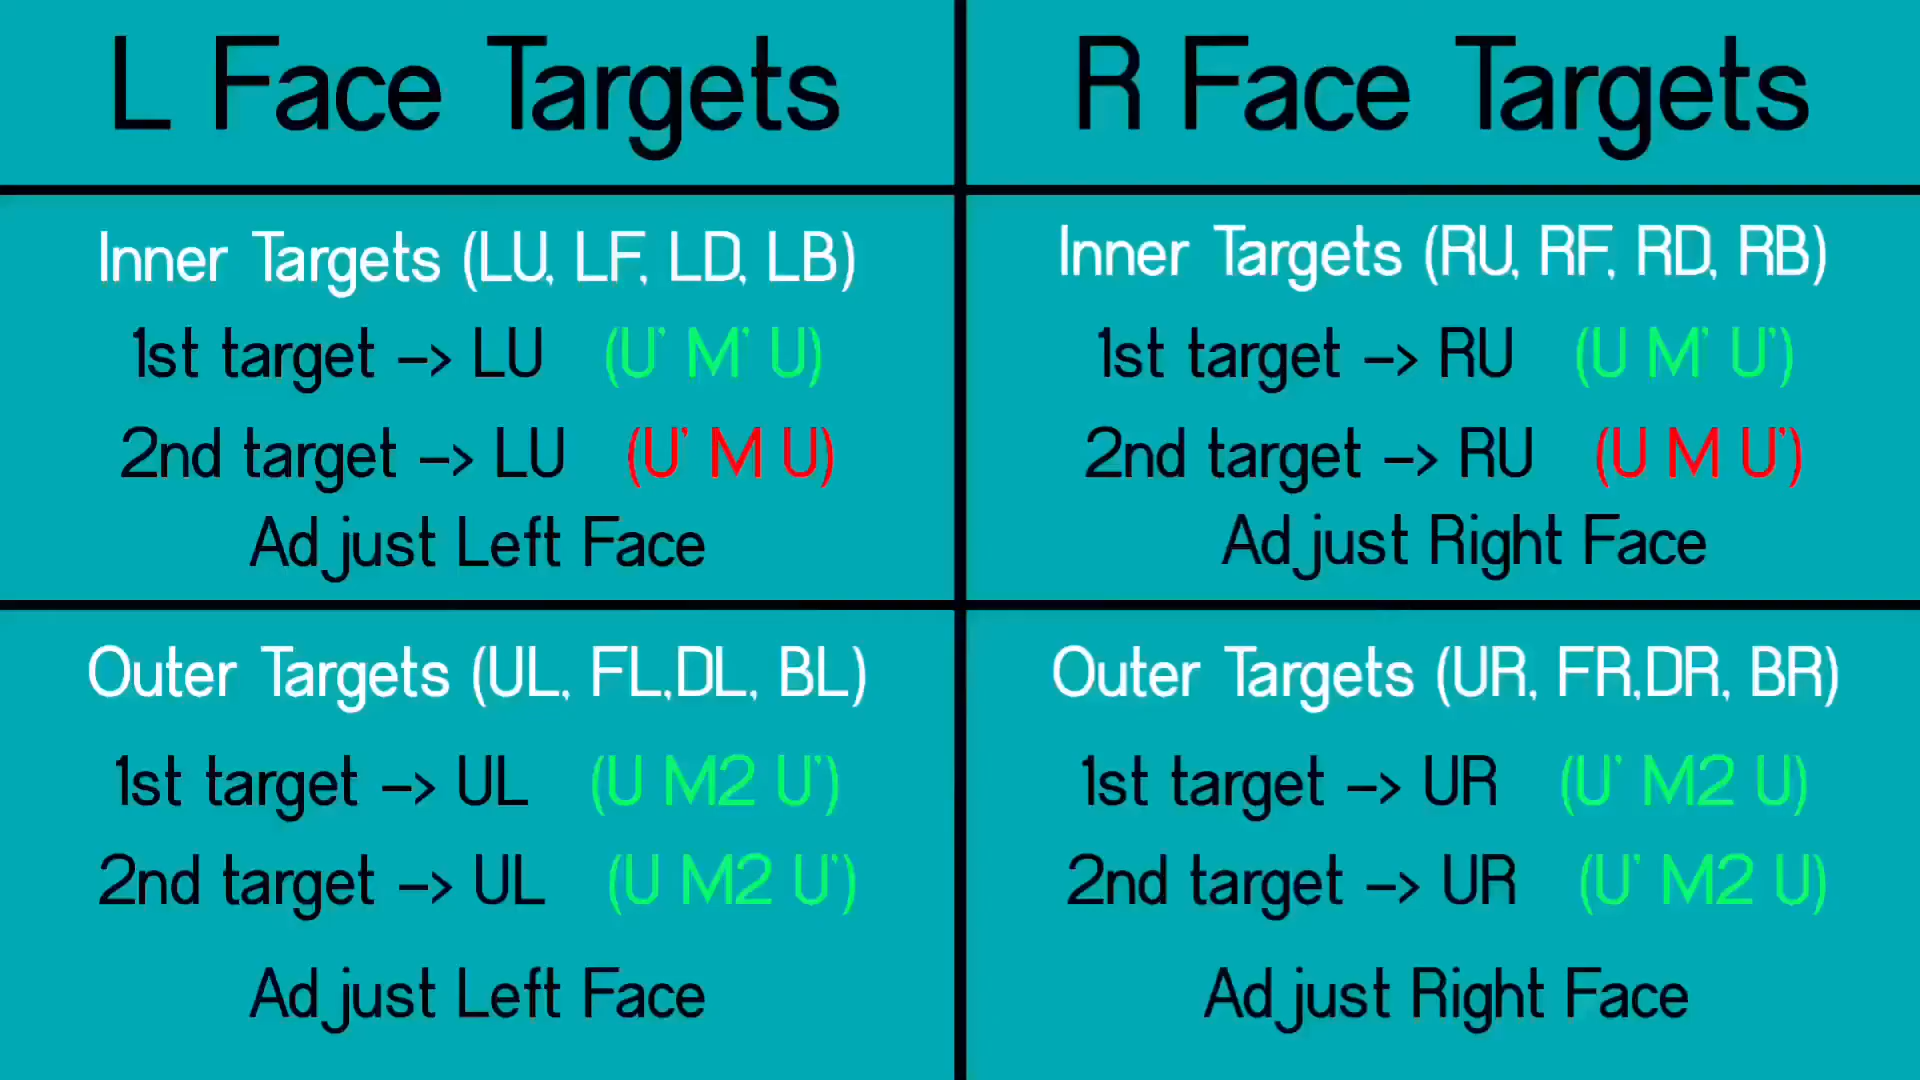 L Face Targets
R Face Targets
Inner Targets (LU, LF, LD, LB)
1st target -> LU (U' M' U)
2nd target -> LU (U' M U)
Adjust Left Face
Inner Targets (RU, RF, RD, RB)
1st target -> RU (U M' U')
2nd target -> RU (U M U')
Adjust Right Face
Outer Targets (UL, FL,DL, BL)
1st target -> UL (U M2 U')
2nd target -> UL (U M2 U')
Adjust Left Face
Outer Targets (UR, FR,DR, BR)
1st target -> UR (U' M2 U)
2nd target -> UR (U' M2 U)
Adjust Right Face